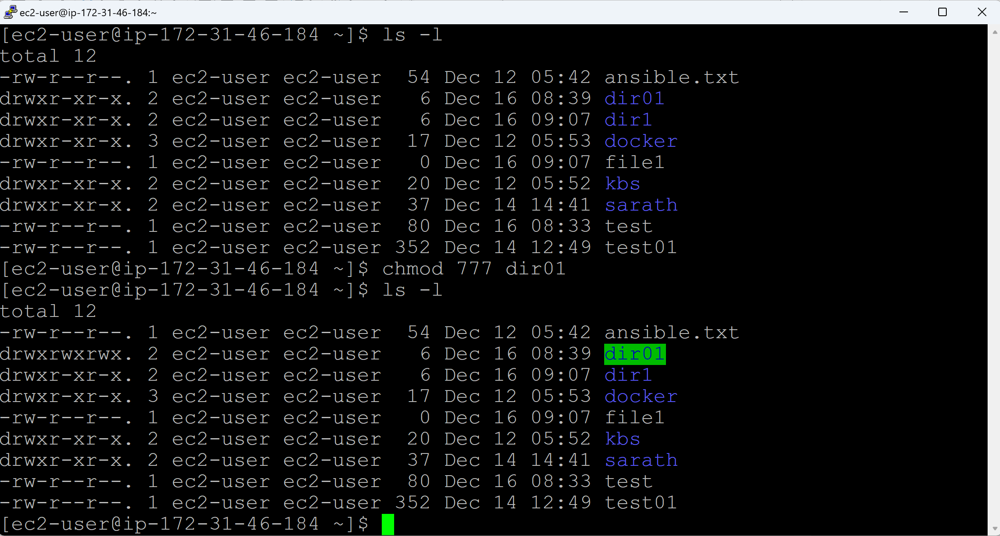 ec2-user@ip-172-31-46-184:~
[ec2-user@ip-172-31-46-184 ~]$ ls -l
total 12
-rw-r--r--. 1 ec2-user ec2-user  54 Dec 12 05:42 ansible.txt
drwxr-xr-x. 2 ec2-user ec2-user   6 Dec 16 08:39 dir01
drwxr-xr-x. 2 ec2-user ec2-user   6 Dec 16 09:07 dir1
drwxr-xr-x. 3 ec2-user ec2-user  17 Dec 12 05:53 docker
-rw-r--r--. 1 ec2-user ec2-user   0 Dec 16 09:07 file1
drwxr-xr-x. 2 ec2-user ec2-user  20 Dec 12 05:52 kbs
drwxr-xr-x. 2 ec2-user ec2-user  37 Dec 14 14:41 sarath
-rw-r--r--. 1 ec2-user ec2-user  80 Dec 16 08:33 test
-rw-r--r--. 1 ec2-user ec2-user 352 Dec 14 12:49 test01
[ec2-user@ip-172-31-46-184 ~]$ chmod 777 dir01
[ec2-user@ip-172-31-46-184 ~]$ ls -l
total 12
-rw-r--r--. 1 ec2-user ec2-user  54 Dec 12 05:42 ansible.txt
drwxrwxrwx. 2 ec2-user ec2-user   6 Dec 16 08:39 dir01
drwxr-xr-x. 2 ec2-user ec2-user   6 Dec 16 09:07 dir1
drwxr-xr-x. 3 ec2-user ec2-user  17 Dec 12 05:53 docker
-rw-r--r--. 1 ec2-user ec2-user   0 Dec 16 09:07 file1
drwxr-xr-x. 2 ec2-user ec2-user  20 Dec 12 05:52 kbs
drwxr-xr-x. 2 ec2-user ec2-user  37 Dec 14 14:41 sarath
-rw-r--r--. 1 ec2-user ec2-user  80 Dec 16 08:33 test
-rw-r--r--. 1 ec2-user ec2-user 352 Dec 14 12:49 test01
[ec2-user@ip-172-31-46-184 ~]$